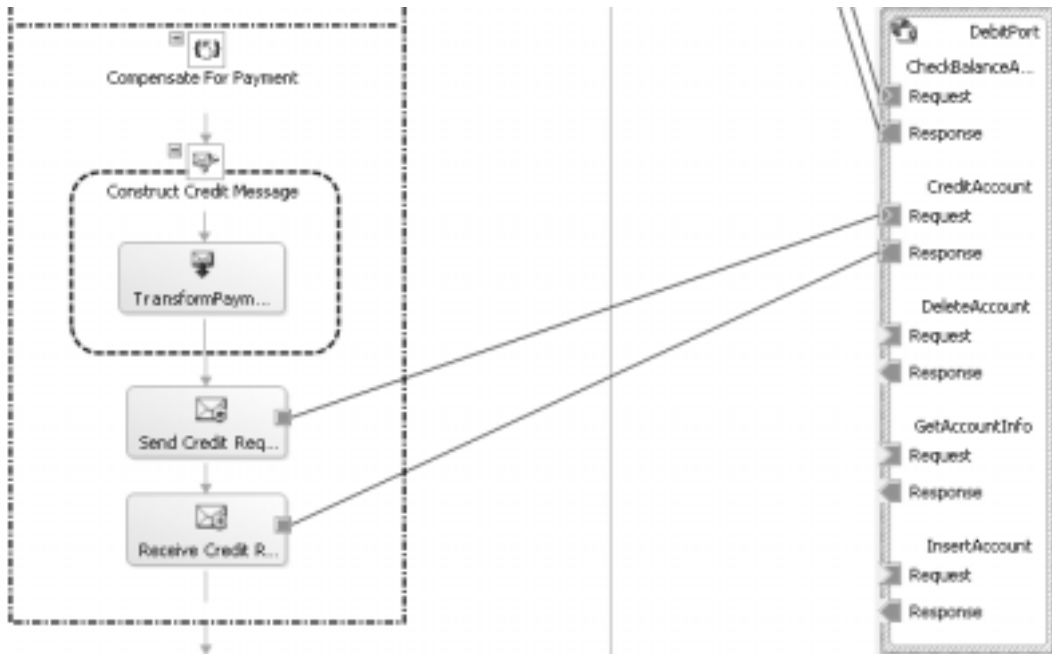 Compensate For Payment
Construct Credit Message
TransformPaym...
Send Credit Req...
Receive Credit R...
DebitPort
CheckBalanceA...
Request
Response
CreditAccount
Request
Response
DeleteAccount
Request
Response
GetAccountInfo
Request
Response
InsertAccount
Request
Response